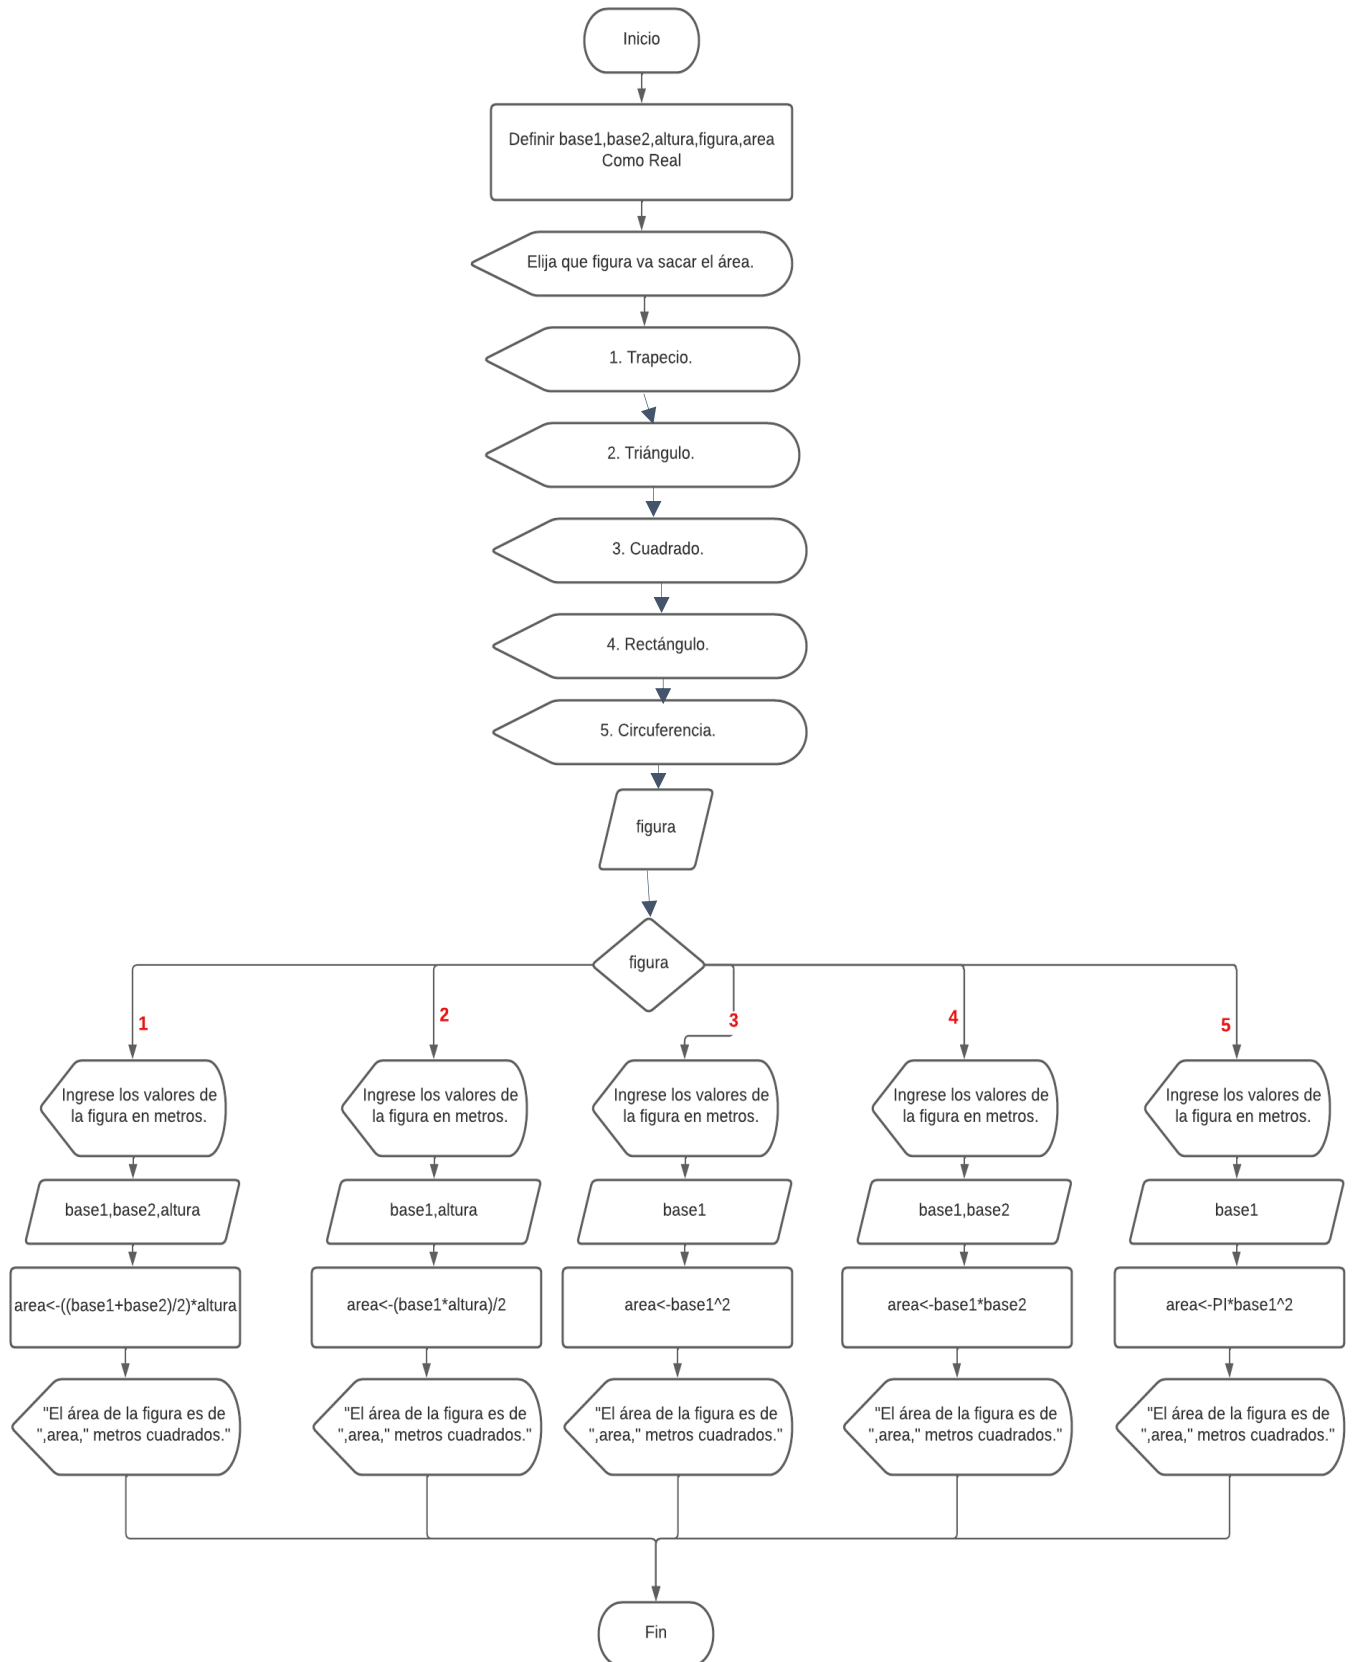 Inicio
Definir base1,base2,altura,figura,area
Como Real
Elija que figura va sacar el área.
1. Trapecio.
2. Triángulo.
3. Cuadrado.
4. Rectángulo.
5. Circuferencia.
figura
figura
1
2
3
4
5
Ingrese los valores de
la figura en metros.
Ingrese los valores de
la figura en metros.
Ingrese los valores de
la figura en metros.
Ingrese los valores de
la figura en metros.
Ingrese los valores de
la figura en metros.
base1,base2,altura
base1,altura
base1
base1,base2
base1
area<-((base1+base2)/2)*altura
area<-(base1*altura)/2
area<-base1^2
area<-base1*base2
area<-PI*base1^2
"El área de la figura es de
",area," metros cuadrados."
"El área de la figura es de
",area," metros cuadrados."
"El área de la figura es de
",area," metros cuadrados."
"El área de la figura es de
",area," metros cuadrados."
"El área de la figura es de
",area," metros cuadrados."
Fin